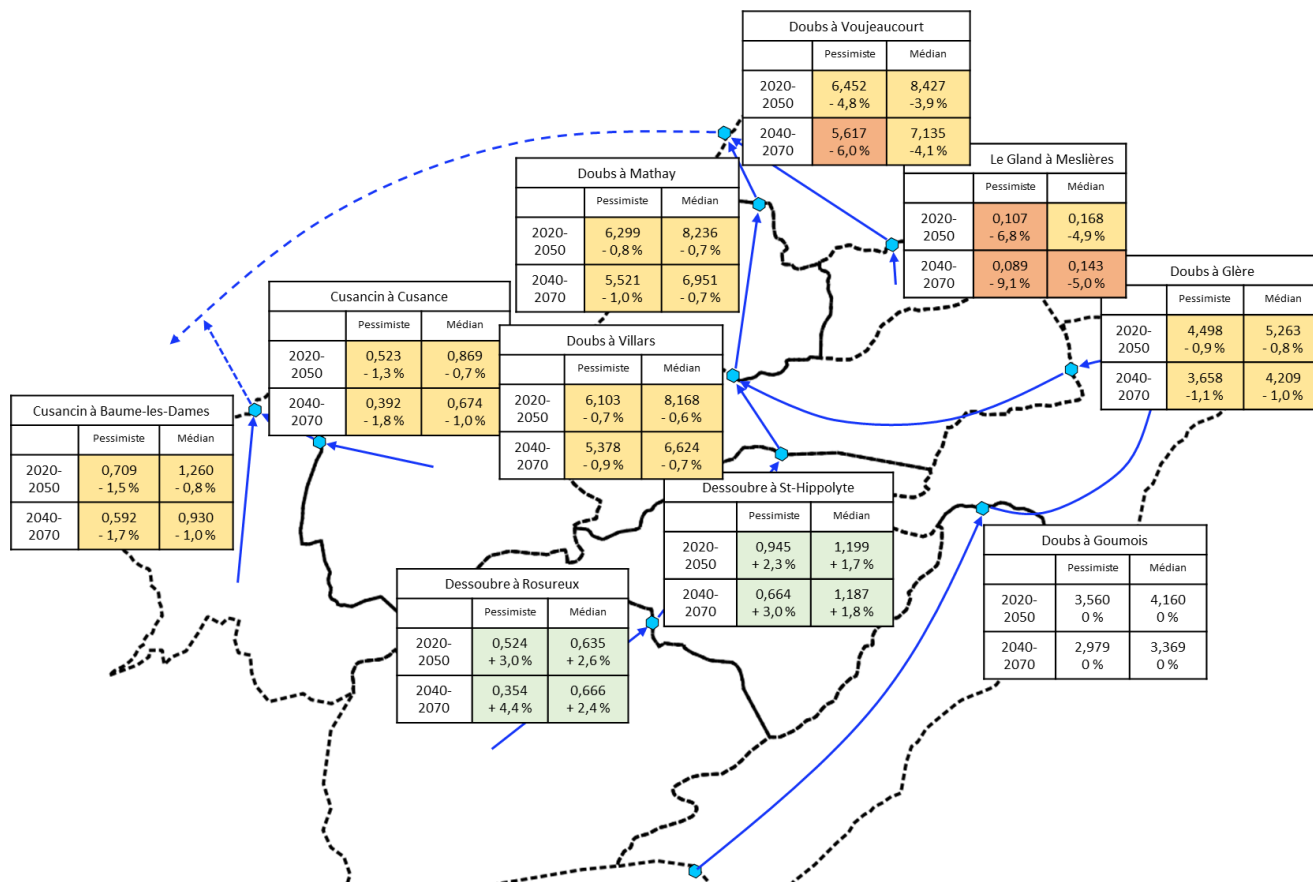 Doubs à Voujeaucourt
Pessimiste Médian
2020-2050 6,452 - 4,8 % 8,427 -3,9 %
2040-2070 5,617 - 6,0 % 7,135 -4,1 %
Le Gland à Meslières
Pessimiste Médian
2020-2050 0,107 - 6,8 % 0,168 -4,9 %
2040-2070 0,089 - 9,1 % 0,143 -5,0 %
Doubs à Mathay
Pessimiste Médian
2020-2050 6,299 - 0,8 % 8,236 - 0,7 %
2040-2070 5,521 - 1,0 % 6,951 - 0,7 %
Doubs à Glère
Pessimiste Médian
2020-2050 4,498 - 0,9 % 5,263 - 0,8 %
2040-2070 3,658 -1,1 % 4,209 - 1,0 %
Cusancin à Cusance
Pessimiste Médian
2020-2050 0,523 - 1,3 % 0,869 - 0,7 %
2040-2070 0,392 - 1,8 % 0,674 - 1,0 %
Doubs à Villars
Pessimiste Médian
2020-2050 6,103 - 0,7 % 8,168 - 0,6 %
2040-2070 5,378 - 0,9 % 6,624 - 0,7 %
Cusancin à Baume-les-Dames
Pessimiste Médian
2020-2050 0,709 - 1,5 % 1,260 - 0,8 %
2040-2070 0,592 - 1,7 % 0,930 - 1,0 %
Dessoubre à St-Hippolyte
Pessimiste Médian
2020-2050 0,945 + 2,3 % 1,199 + 1,7 %
2040-2070 0,664 + 3,0 % 1,187 + 1,8 %
Doubs à Goumois
Pessimiste Médian
2020-2050 3,560 0 % 4,160 0 %
2040-2070 2,979 0 % 3,369 0 %
Dessoubre à Rosureux
Pessimiste Médian
2020-2050 0,524 + 3,0 % 0,635 + 2,6 %
2040-2070 0,354 + 4,4 % 0,666 + 2,4 %